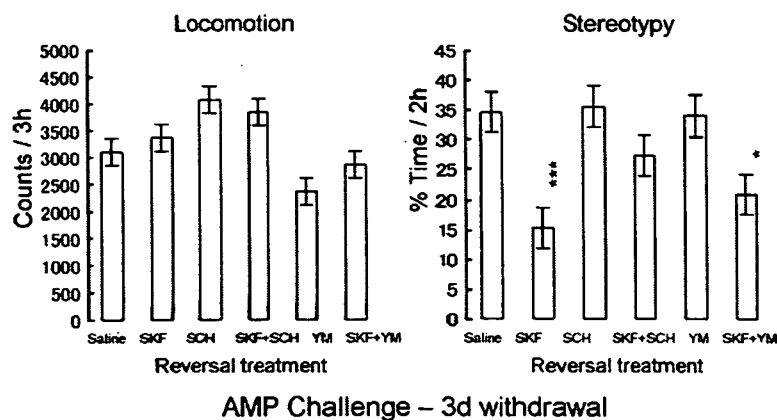 Locomotion
Counts / 3h
5000
4500
4000
3500
3000
2500
2000
1500
1000
500
0
Saline SKF SCH SKF+SCH YM SKF+YM
Reversal treatment
Stereotypy
% Time / 2h
45
40
35
30
25
20
15
10
5
0
***
*
Saline SKF SCH SKF+SCH YM SKF+YM
Reversal treatment
AMP Challenge – 3d withdrawal